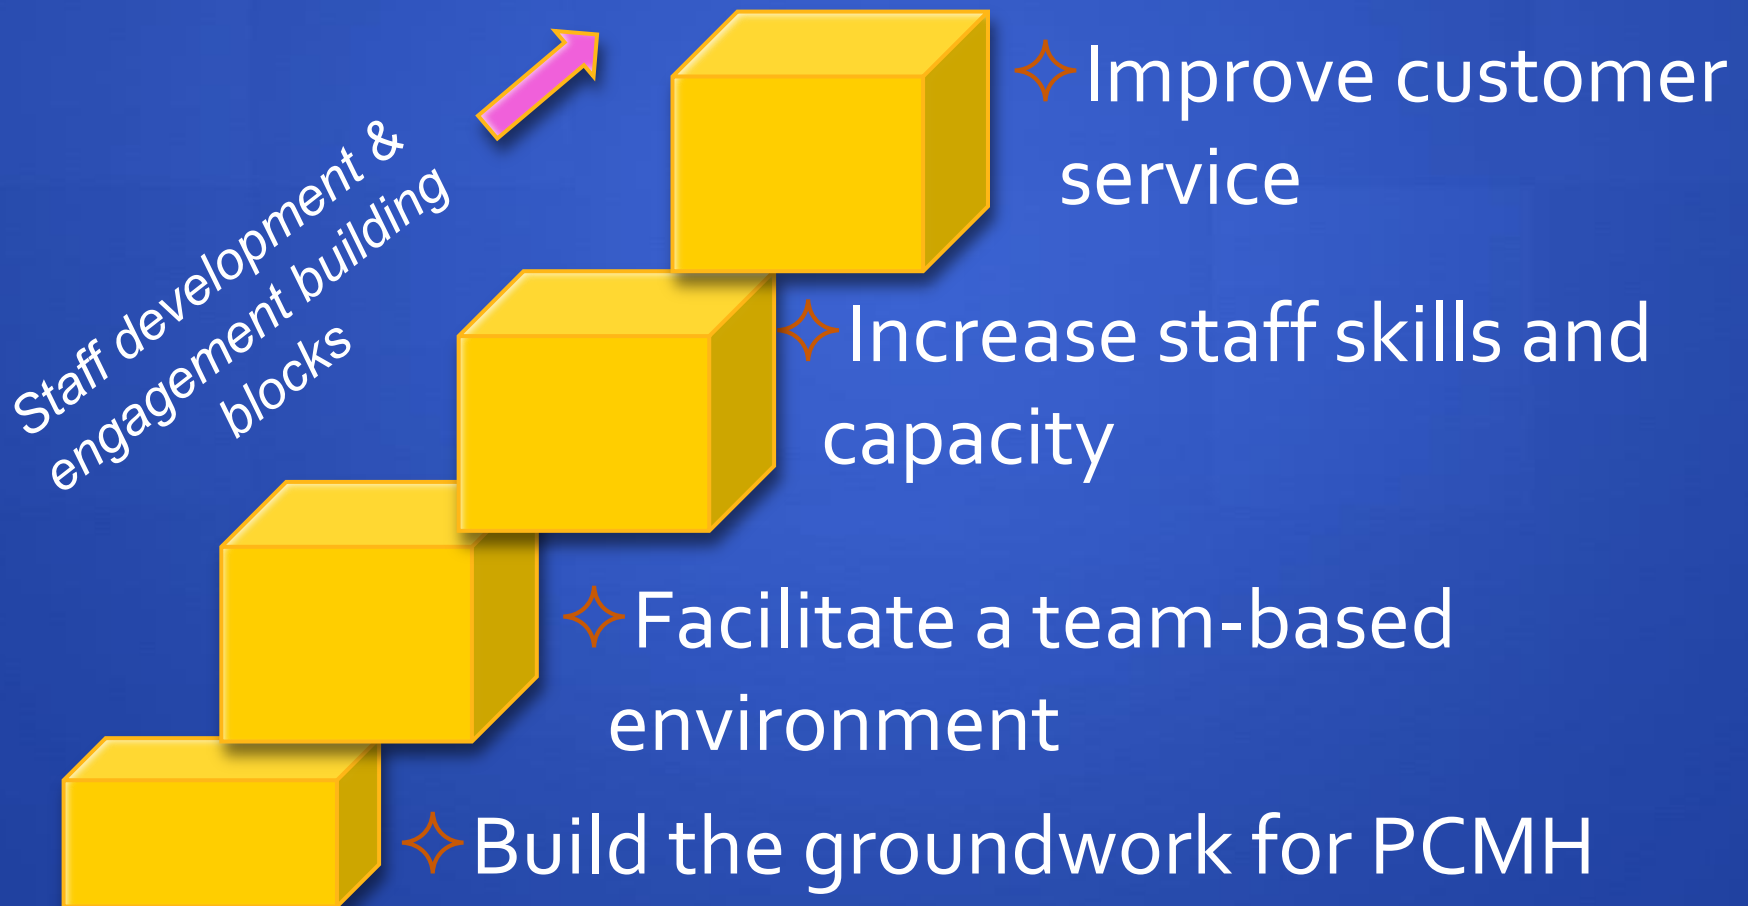 Staff development &
engagement building
blocks
Improve customer
service
Increase staff skills and
capacity
Facilitate a team-based
environment
Build the groundwork for PCMH